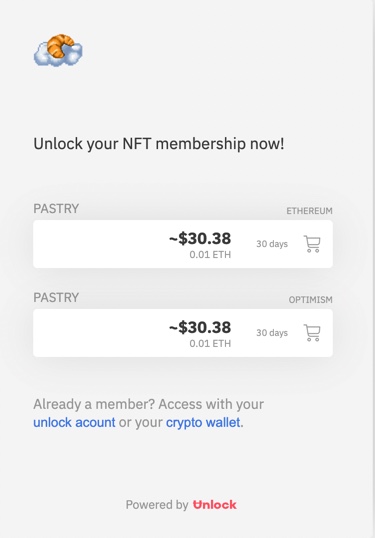 Unlock your NFT membership now!
PASTRY ETHEREUM
~$30.38
0.01 ETH
30 days
PASTRY OPTIMISM
~$30.38
0.01 ETH
30 days
Already a member? Access with your
unlock acount or your crypto wallet.
Powered by Unlock